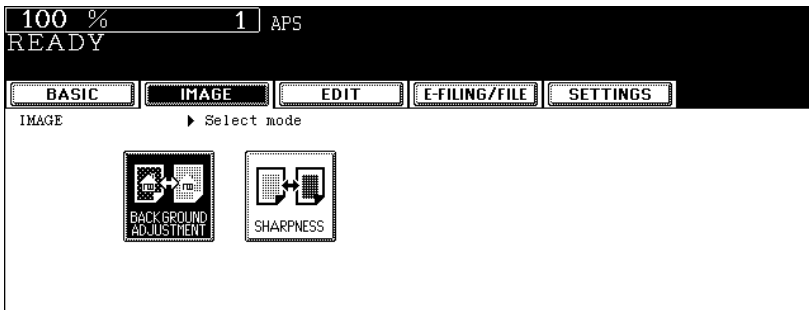 100 % 1 APS
READY
BASIC IMAGE EDIT E-FILING/FILE SETTINGS
IMAGE ▶ Select mode
BACKGROUND ADJUSTMENT
SHARPNESS